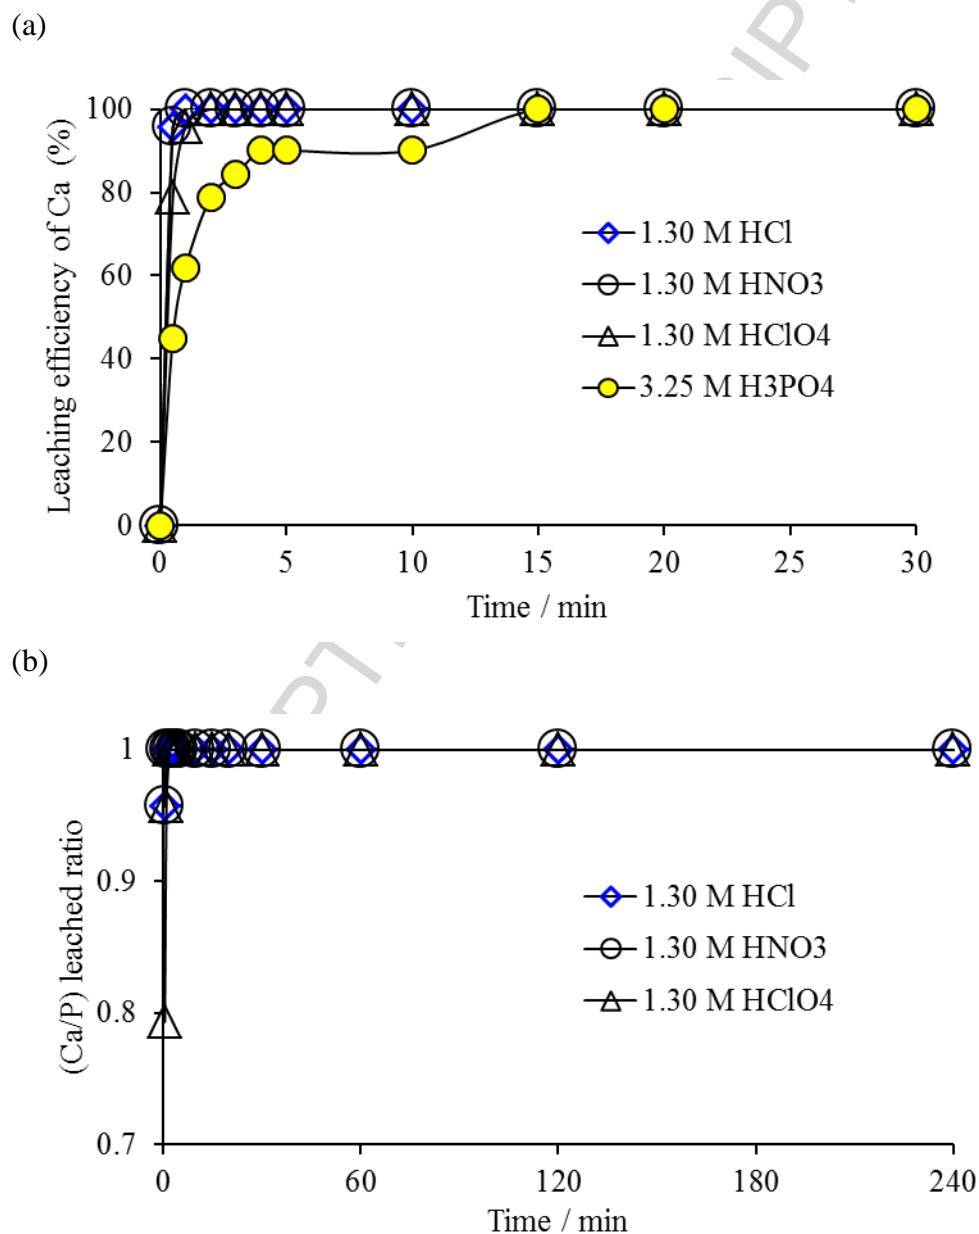 (a)
100
80
60
40
20
0
Leaching efficiency of Ca (%)
1.30 M HCl
1.30 M HNO3
1.30 M HClO4
3.25 M H3PO4
0 5 10 15 20 25 30
Time / min
(b)
1
0.9
0.8
0.7
(Ca/P) leached ratio
1.30 M HCl
1.30 M HNO3
1.30 M HClO4
0 60 120 180 240
Time / min